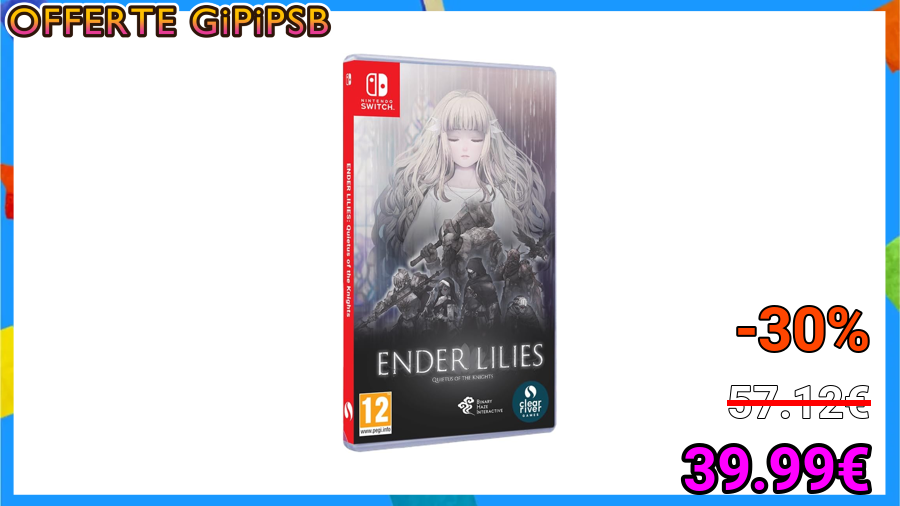 OFFERTE GiPiPSB
NINTENDO
SWITCH
ENDER LILIES: Quietus of the Knights
ENDER LILIES
QUIETUS OF THE KNIGHTS
12
www.pegi.info
BINARY
HAZE
INTERACTIVE
clear
river
GAMES
-30%
57.12€
39.99€